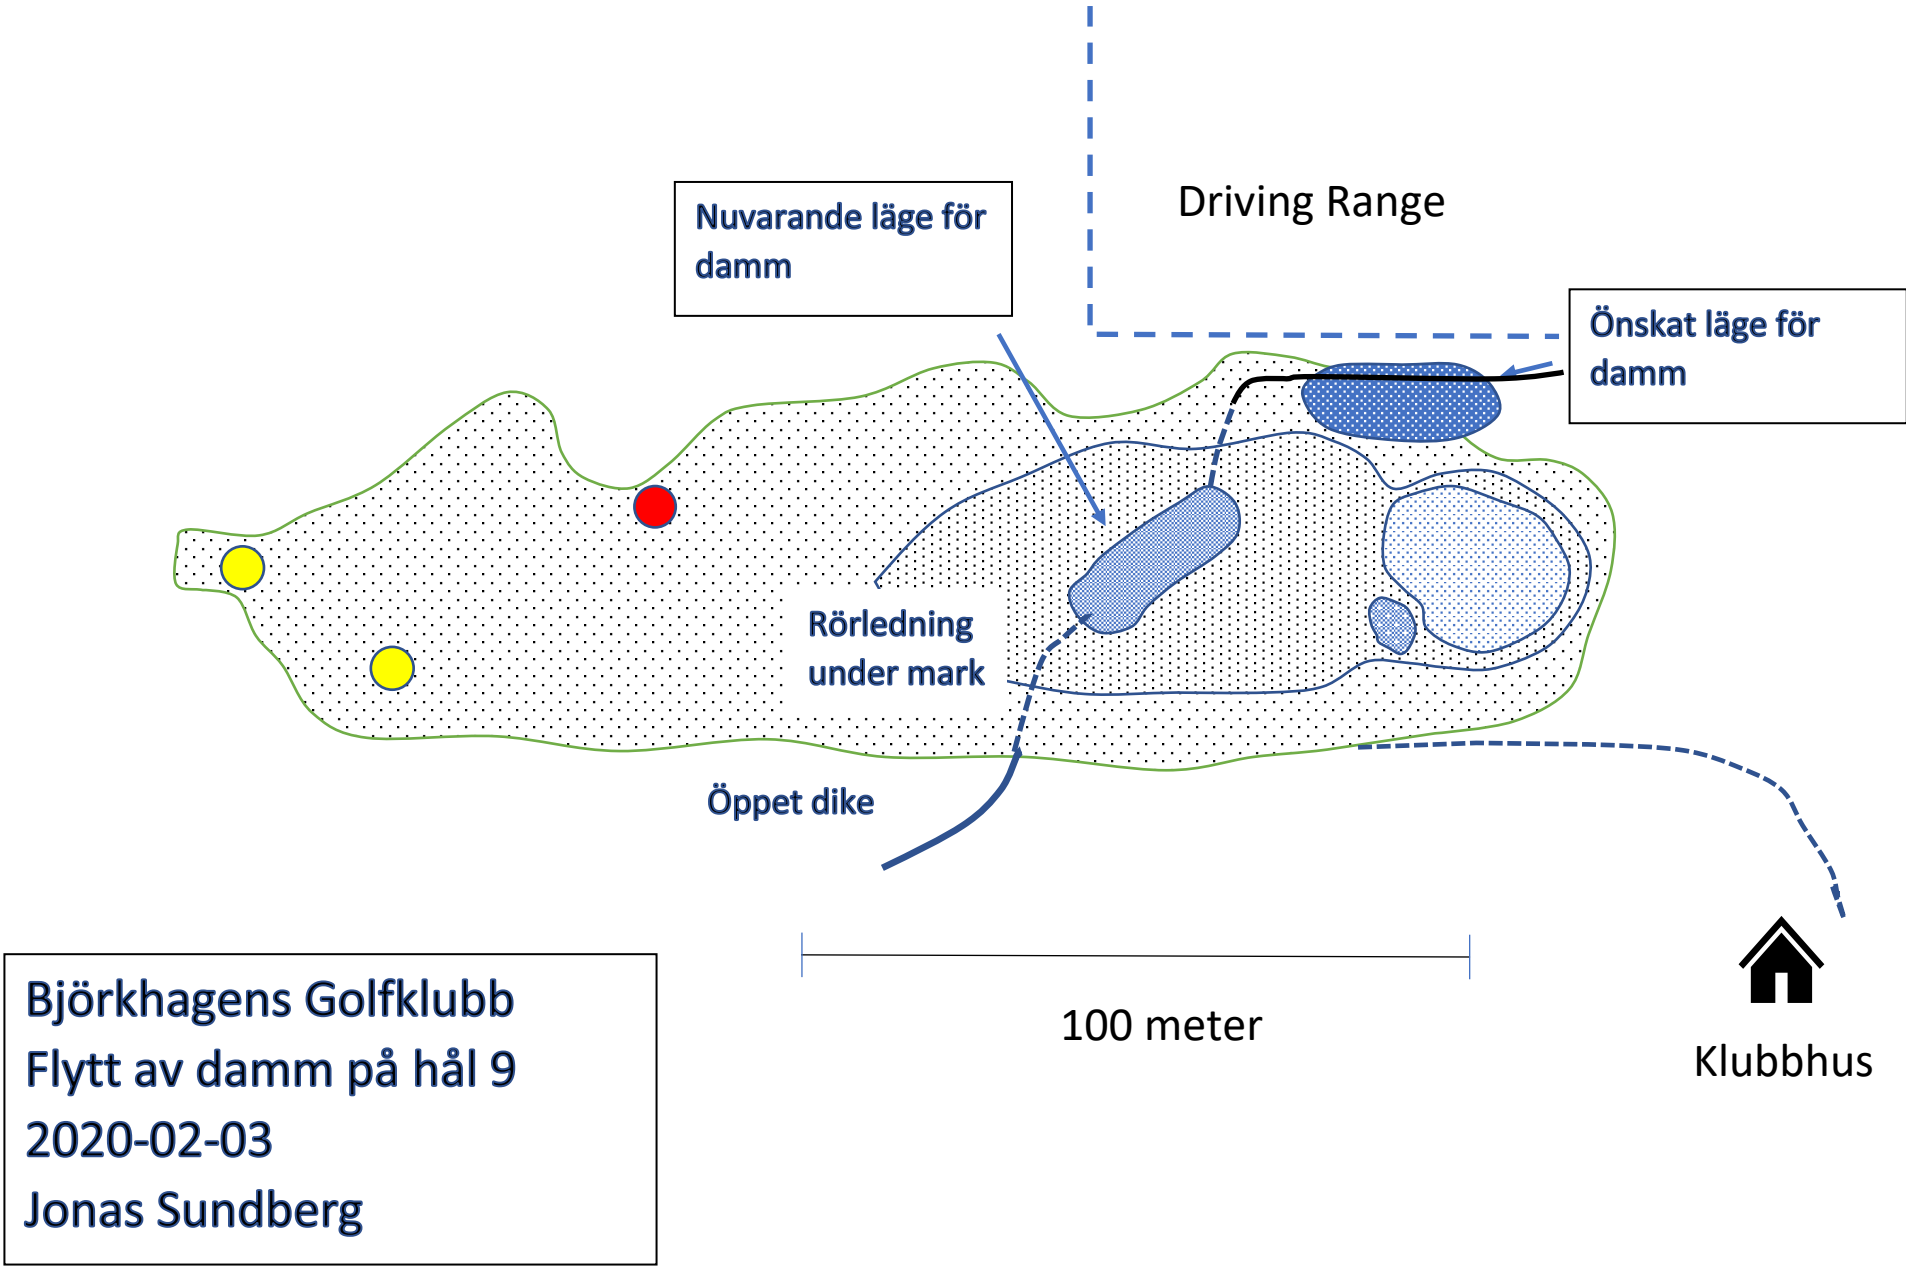 Driving Range
Nuvarande läge för
damm
Önskat läge för
damm
Rörledning
under mark
Öppet dike
100 meter
Klubbhus
Björkhagens Golfklubb
Flytt av damm på hål 9
2020-02-03
Jonas Sundberg